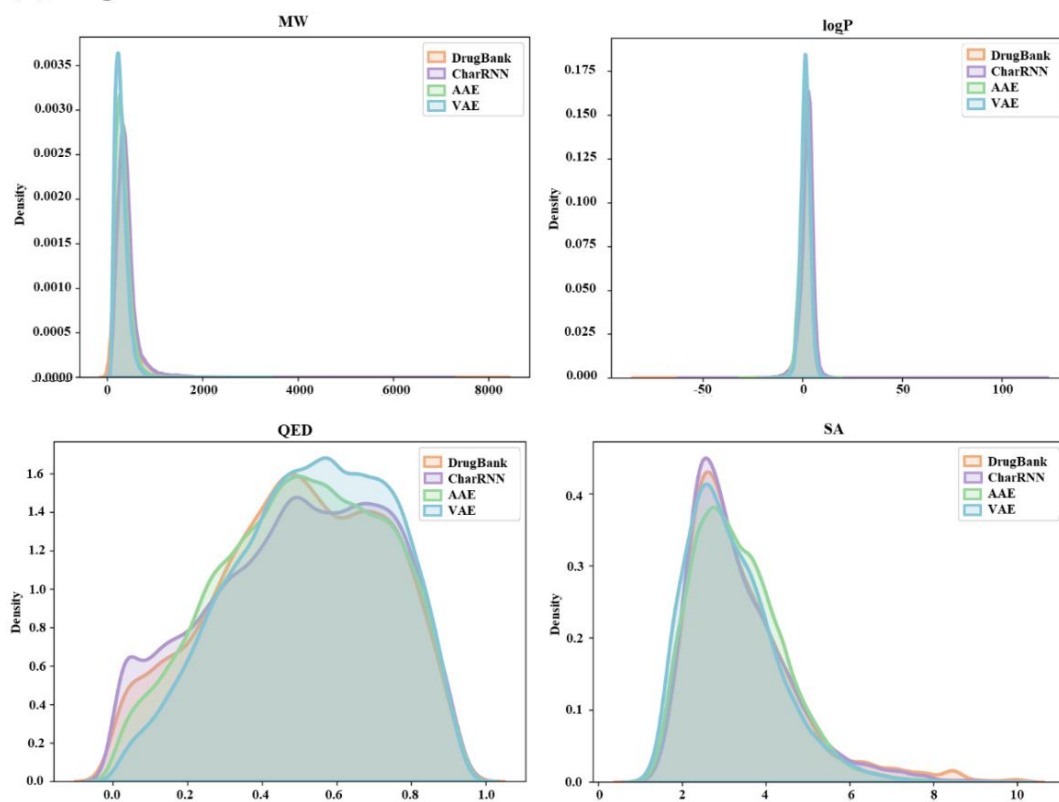 MW
0.0035
0.0030
0.0025
0.0020
0.0015
0.0010
0.0005
0.0000
Density
0
2000
4000
6000
8000
DrugBank
CharRNN
AAE
VAE
logP
0.175
0.150
0.125
0.100
0.075
0.050
0.025
0.000
Density
-50
0
50
100
DrugBank
CharRNN
AAE
VAE
QED
1.6
1.4
1.2
1.0
0.8
0.6
0.4
0.2
0.0
Density
0.0
0.2
0.4
0.6
0.8
1.0
DrugBank
CharRNN
AAE
VAE
SA
0.4
0.3
0.2
0.1
0.0
Density
0
2
4
6
8
10
DrugBank
CharRNN
AAE
VAE